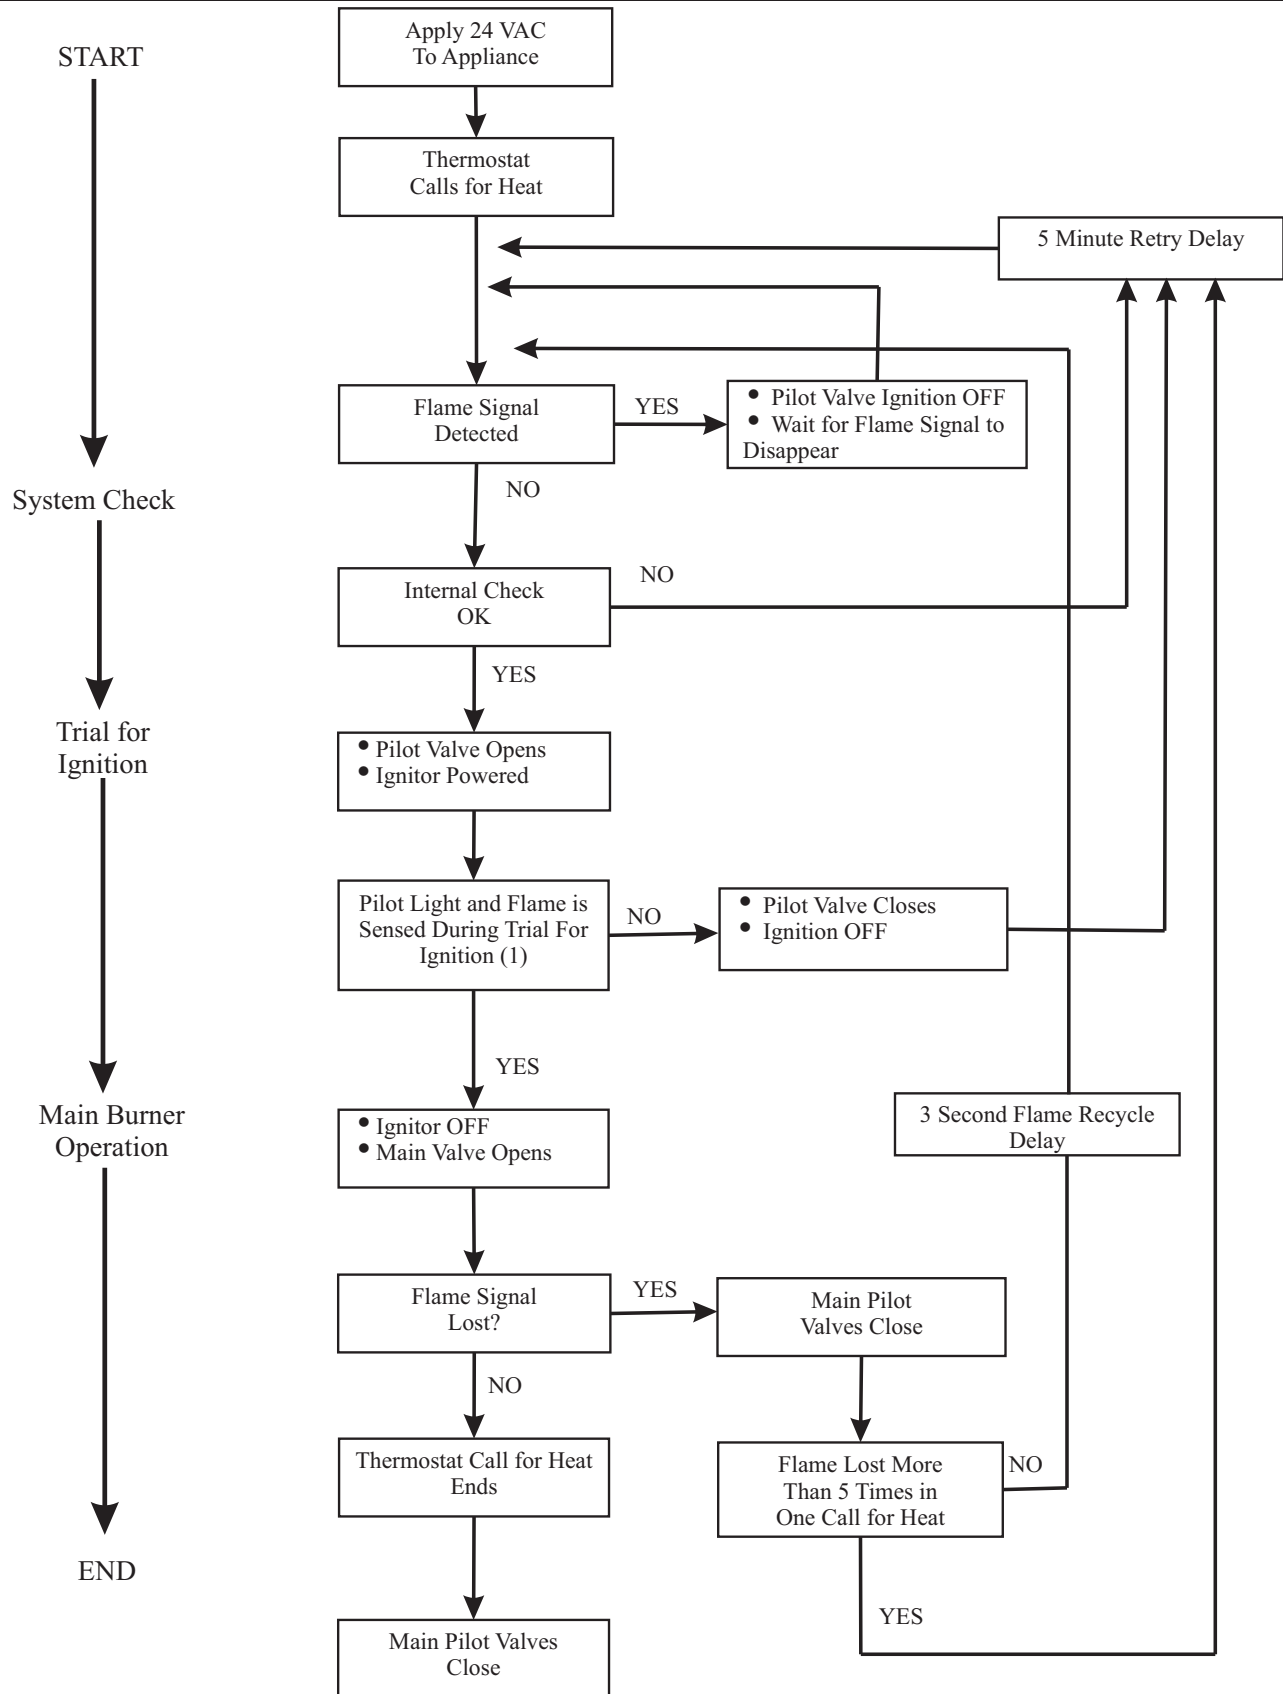 START
System Check
Trial for
Ignition
Main Burner
Operation
END
Apply 24 VAC
To Appliance
Thermostat
Calls for Heat
5 Minute Retry Delay
Flame Signal
Detected
YES
• Pilot Valve Ignition OFF
• Wait for Flame Signal to
Disappear
NO
Internal Check
OK
NO
YES
• Pilot Valve Opens
• Ignitor Powered
Pilot Light and Flame is
Sensed During Trial For
Ignition (1)
NO
• Pilot Valve Closes
• Ignition OFF
YES
• Ignitor OFF
• Main Valve Opens
3 Second Flame Recycle
Delay
Flame Signal
Lost?
YES
Main Pilot
Valves Close
NO
Thermostat Call for Heat
Ends
Flame Lost More
Than 5 Times in
One Call for Heat
NO
YES
Main Pilot Valves
Close